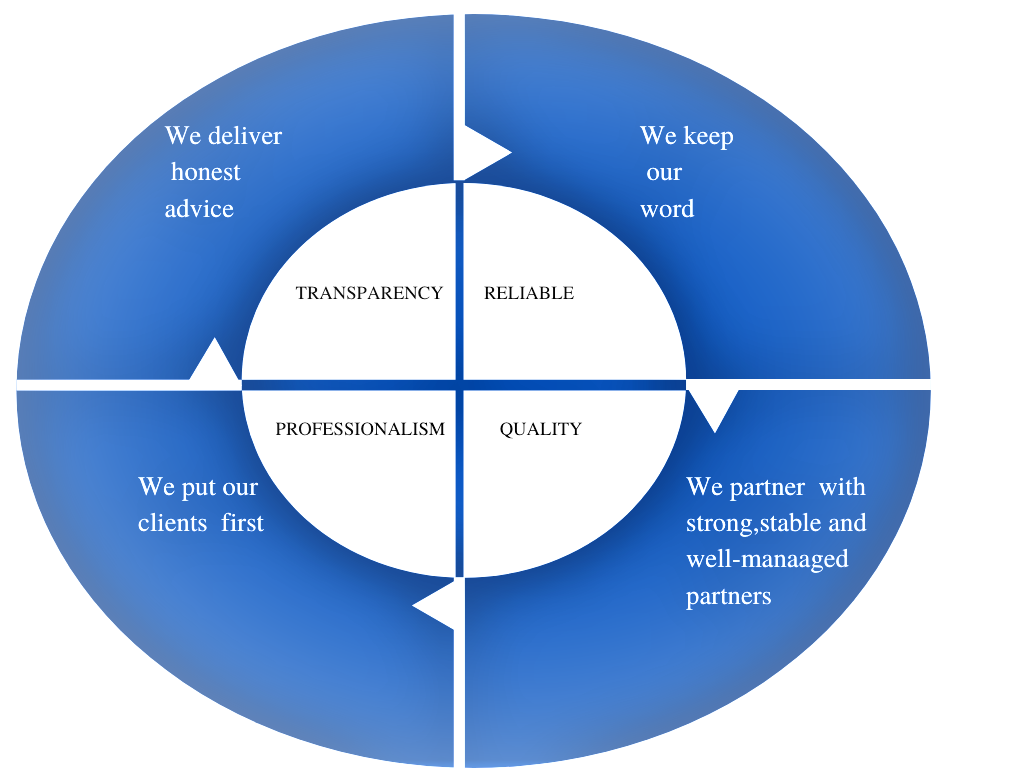 We deliver
honest
advice
We keep
our
word
TRANSPARENCY
RELIABLE
PROFESSIONALISM
QUALITY
We put our
clients  first
We partner  with
strong,stable and
well-manaaged
partners